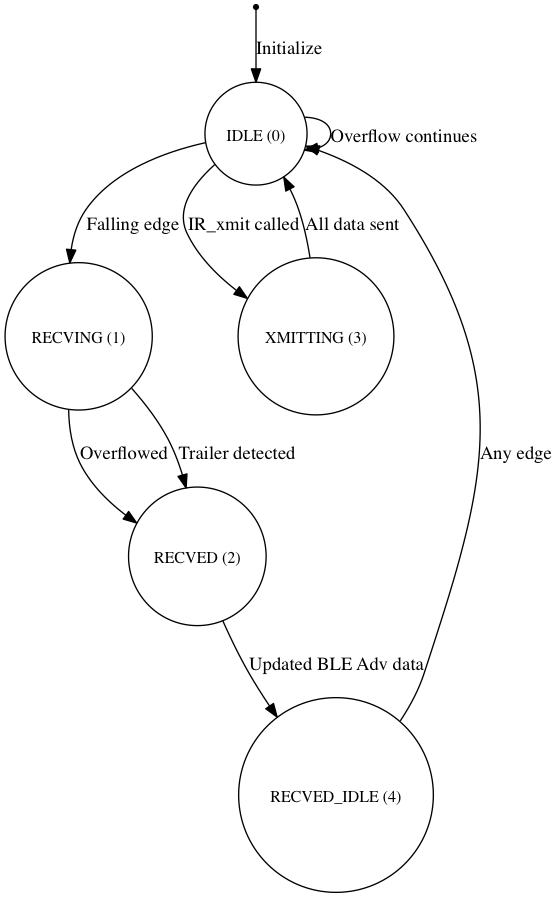 Initialize
IDLE (0)
Overflow continues
Falling edge
IR_xmit called
All data sent
RECVING (1)
XMITTING (3)
Overflowed
Trailer detected
Any edge
RECVED (2)
Updated BLE Adv data
RECVED_IDLE (4)